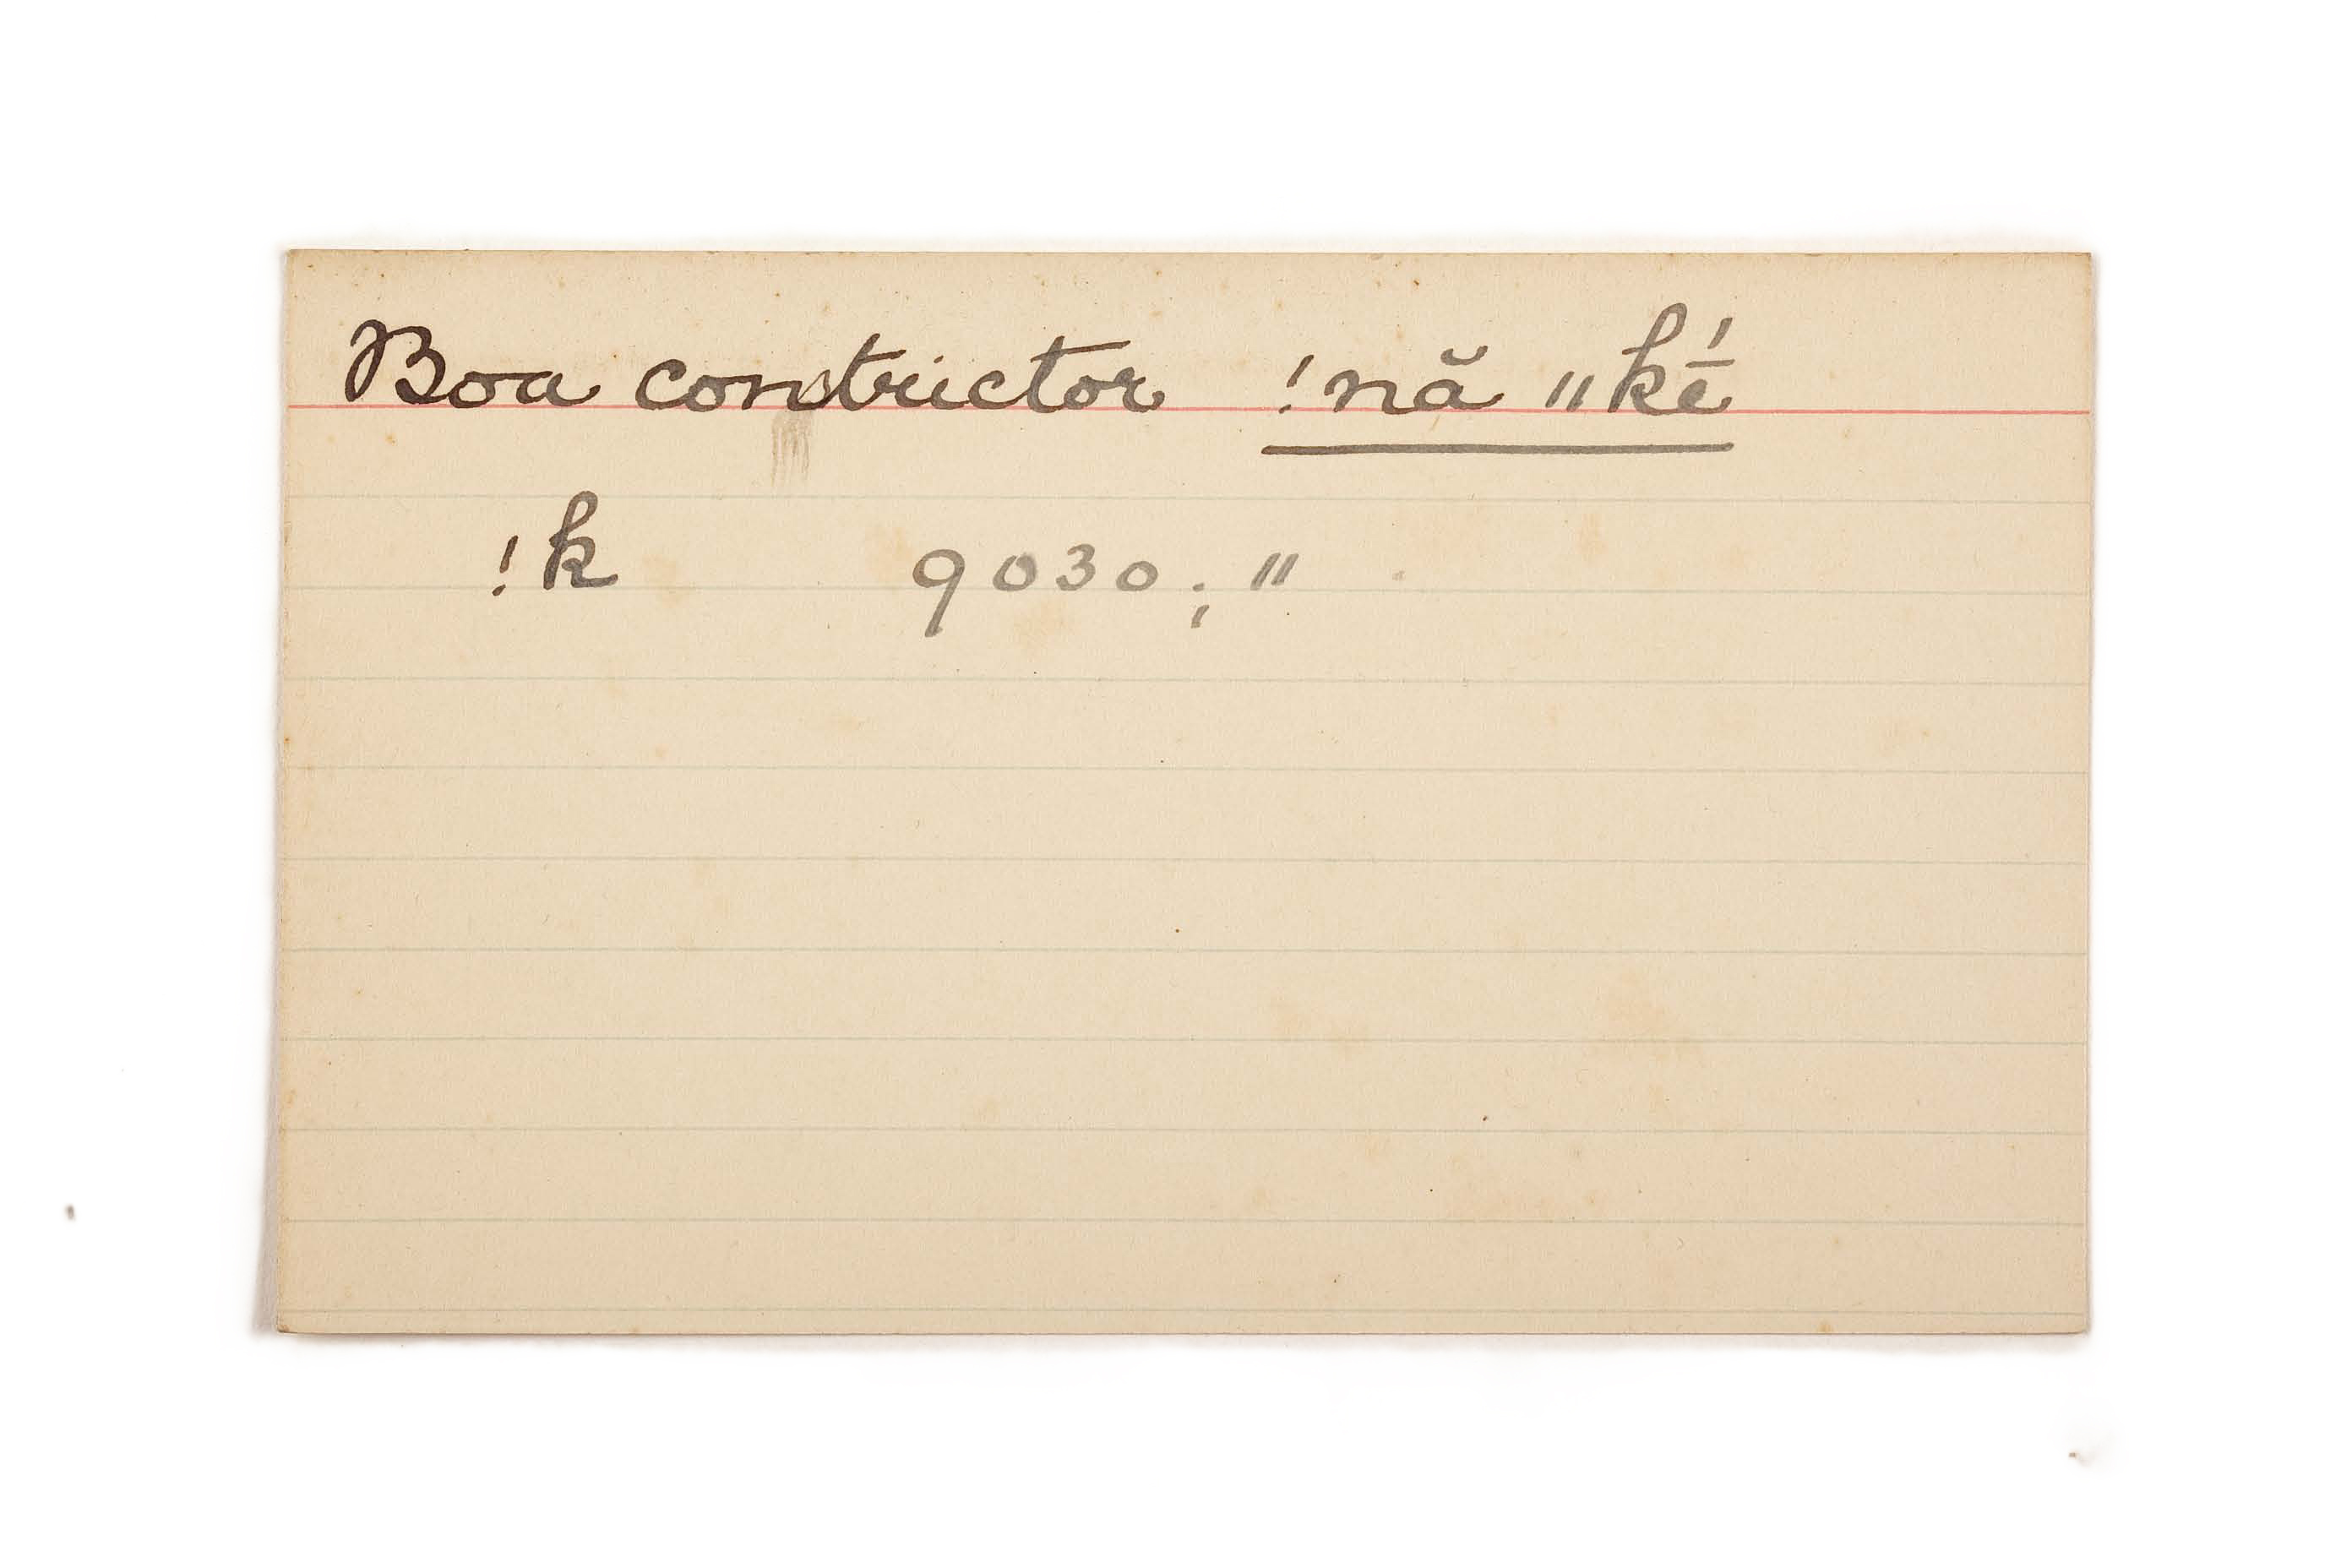 Boa constrictor !nă "ké̄
!k 9030; "